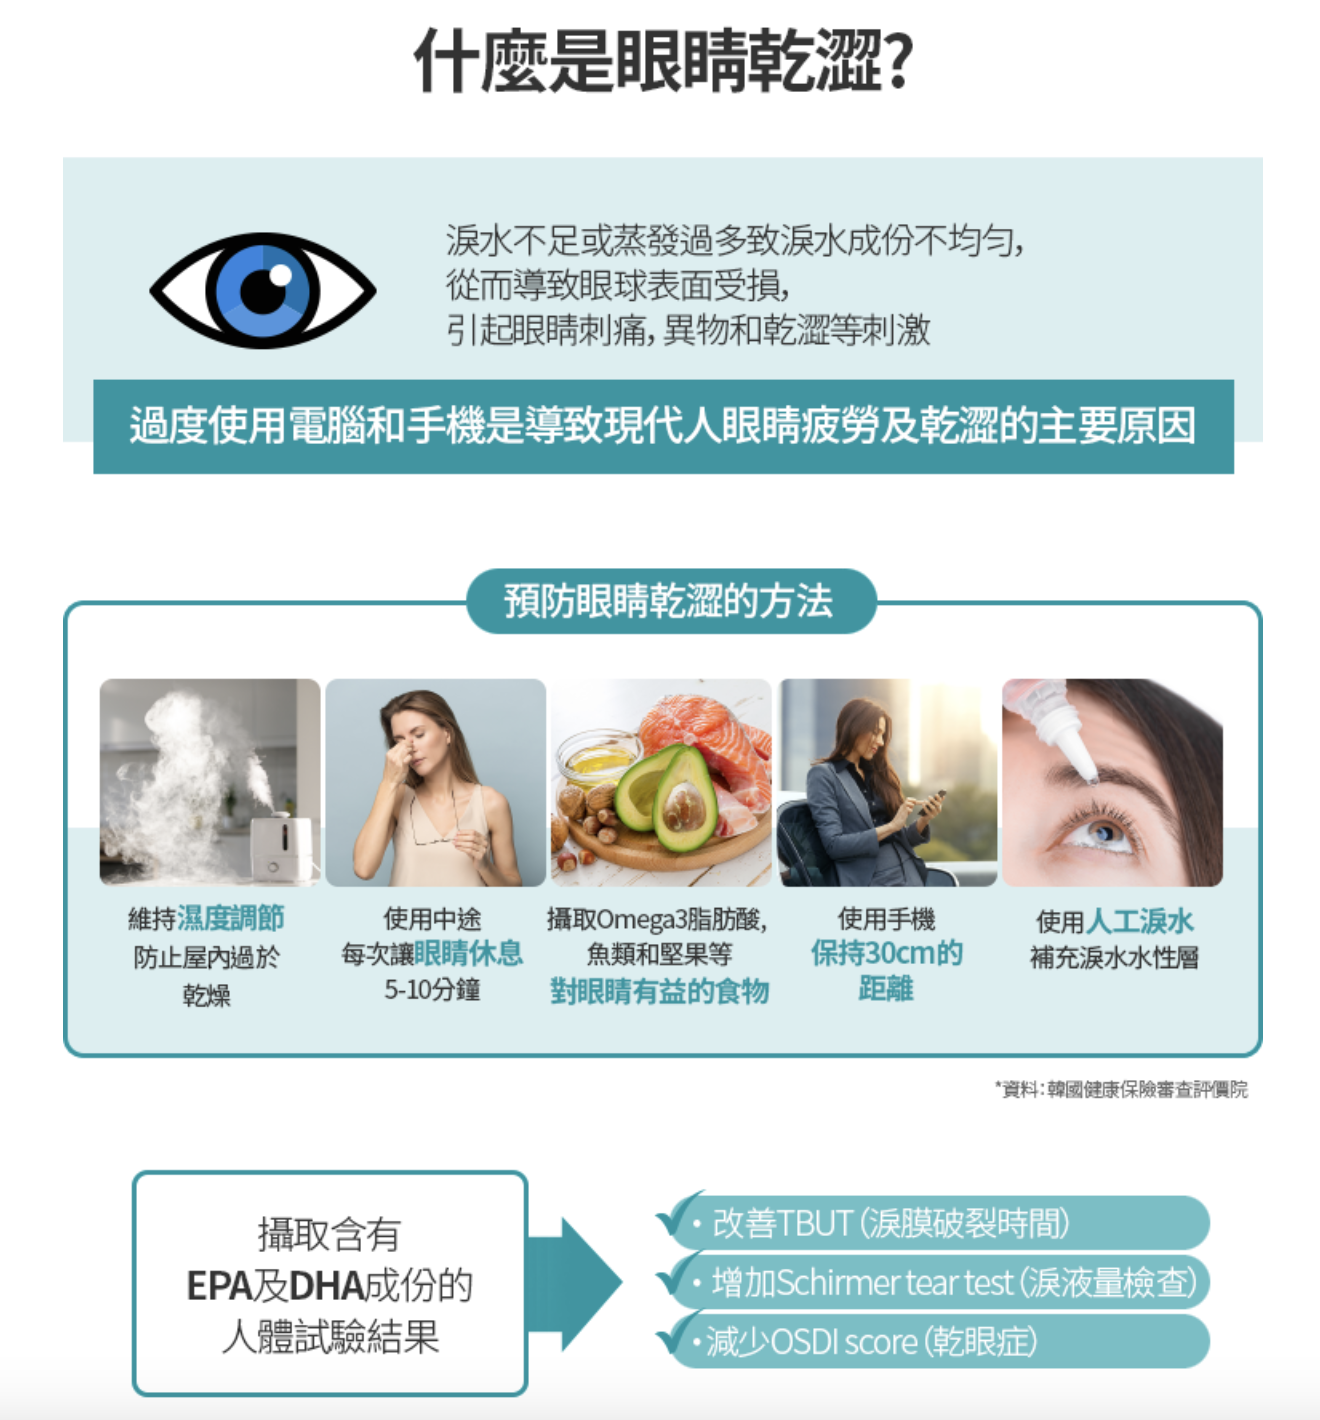 什麼是眼睛乾澀?
淚水不足或蒸發過多致淚水成份不均勻,
從而導致眼球表面受損,
引起眼睛刺痛, 異物和乾澀等刺激
過度使用電腦和手機是導致現代人眼睛疲勞及乾澀的主要原因
預防眼睛乾澀的方法
維持濕度調節
防止屋內過於
乾燥
使用中途
每次讓眼睛休息
5-10分鐘
攝取Omega3脂肪酸,
魚類和堅果等
對眼睛有益的食物
使用手機
保持30cm的
距離
使用人工淚水
補充淚水水性層
*資料:韓國健康保險審查評價院
攝取含有
EPA及DHA成份的
人體試驗結果
• 改善TBUT (淚膜破裂時間)
• 增加Schirmer tear test (淚液量檢查)
• 減少OSDI score (乾眼症)